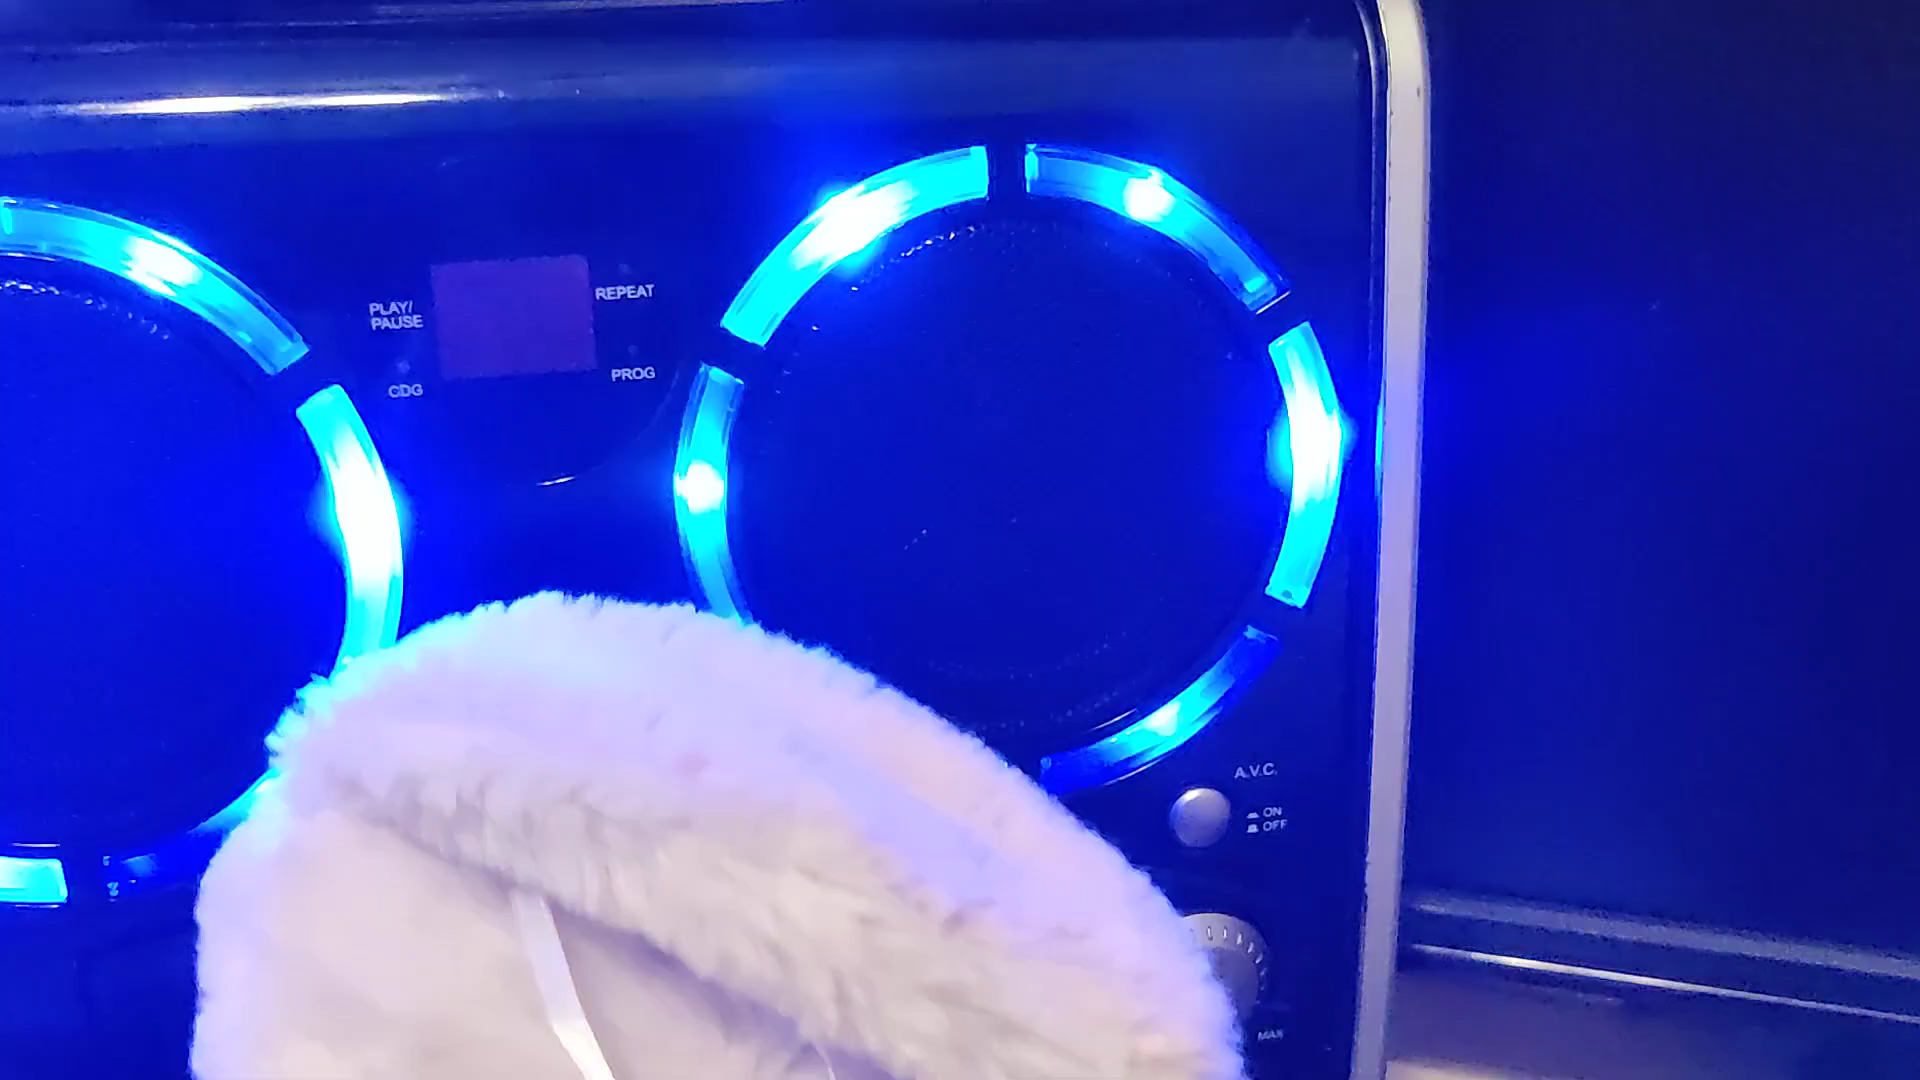 PLAY/
PAUSE
REPEAT
CDG
PROG
A.V.C.
ON
OFF
MAX